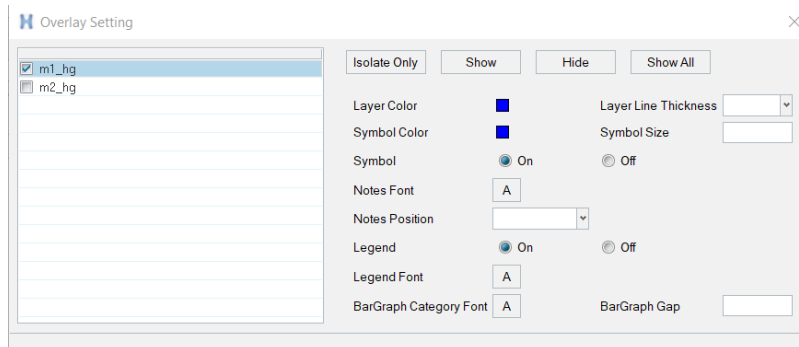 Overlay Setting
m1_hg
m2_hg
Isolate Only Show Hide Show All
Layer Color Layer Line Thickness
Symbol Color Symbol Size
Symbol On Off
Notes Font A
Notes Position
Legend On Off
Legend Font A
BarGraph Category Font A BarGraph Gap